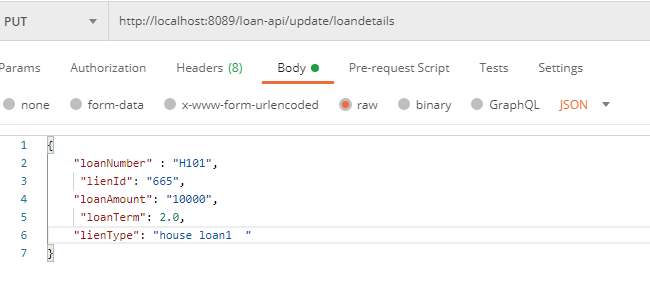 PUT http://localhost:8089/loan-api/update/loandetails
Params Authorization Headers (8) Body Pre-request Script Tests Settings
none form-data x-www-form-urlencoded raw binary GraphQL JSON
1 {
2 "loanNumber" : "H101",
3 "lienId": "665",
4 "loanAmount": "10000",
5 "loanTerm": 2.0,
6 "lienType": "house loan1  "
7 }